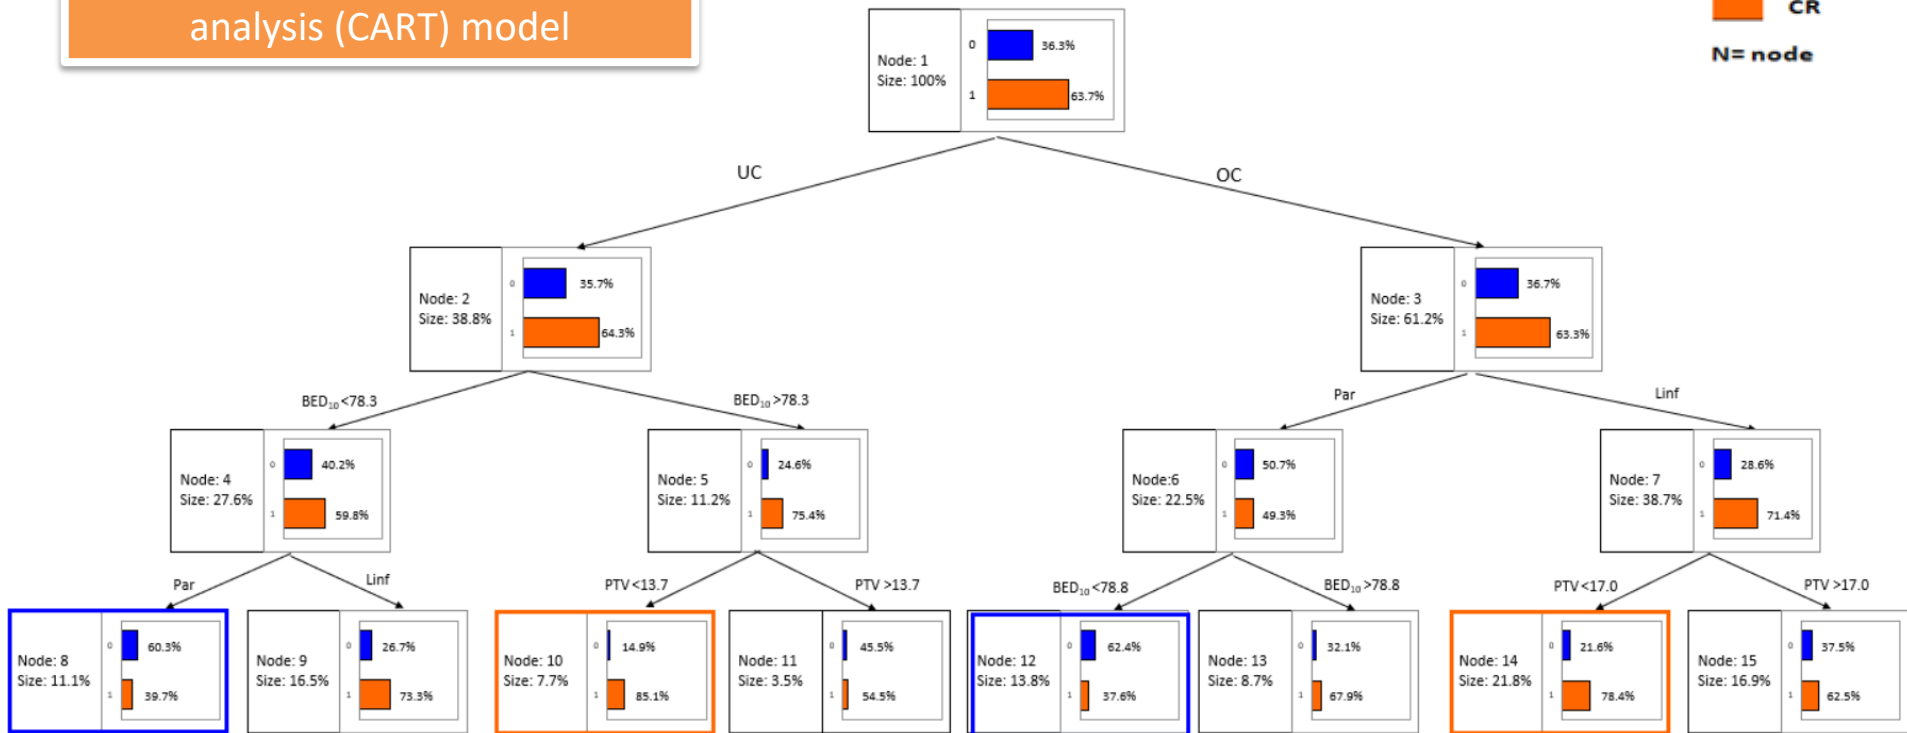 analysis (CART) model
CR
N= node
Node: 1
Size: 100%
0
36.3%
1
63.7%
UC
OC
Node: 2
Size: 38.8%
0
35.7%
1
64.3%
Node: 3
Size: 61.2%
0
36.7%
1
63.3%
BED10 <78.3
BED10 >78.3
Par
Linf
Node: 4
Size: 27.6%
0
40.2%
1
59.8%
Node: 5
Size: 11.2%
0
24.6%
1
75.4%
Node:6
Size: 22.5%
0
50.7%
1
49.3%
Node: 7
Size: 38.7%
0
28.6%
1
71.4%
Par
Linf
PTV <13.7
PTV >13.7
BED10 <78.8
BED10 >78.8
PTV <17.0
PTV >17.0
Node: 8
Size: 11.1%
0
60.3%
1
39.7%
Node: 9
Size: 16.5%
0
26.7%
1
73.3%
Node: 10
Size: 7.7%
0
14.9%
1
85.1%
Node: 11
Size: 3.5%
0
45.5%
1
54.5%
Node: 12
Size: 13.8%
0
62.4%
1
37.6%
Node: 13
Size: 8.7%
0
32.1%
1
67.9%
Node: 14
Size: 21.8%
0
21.6%
1
78.4%
Node: 15
Size: 16.9%
0
37.5%
1
62.5%